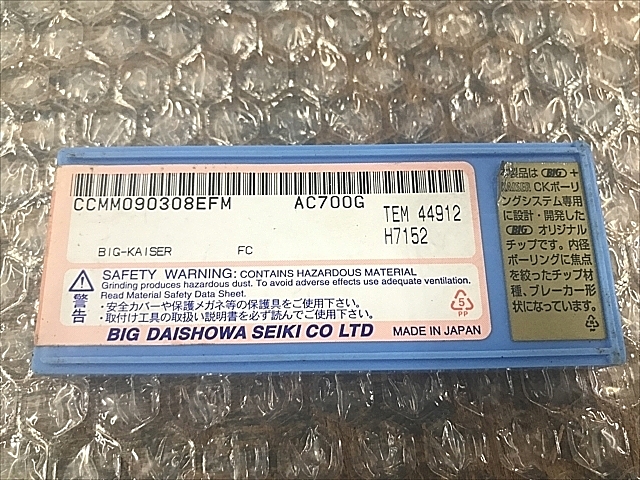 CCMM090308EFM AC700G
TEM 44912
H7152
BIG-KAISER FC
SAFETY WARNING: CONTAINS HAZARDOUS MATERIAL
Grinding produces hazardous dust. To avoid adverse effects use adequate ventilation.
Read Material Safety Data Sheet.
警告
・安全カバーや保護メガネ等の保護具をご使用下さい。
・取付け工具の取扱い説明書を必ず読んでご使用下さい。
PP
BIG DAISHOWA SEIKI CO LTD MADE IN JAPAN
製品は BIG +
KAISER CKボーリ
ングシステム専用
に設計・開発した
BIG オリジナル
チップです。内径
ボーリングに焦点
を絞ったチップ材
種、ブレーカー形
状になっています。